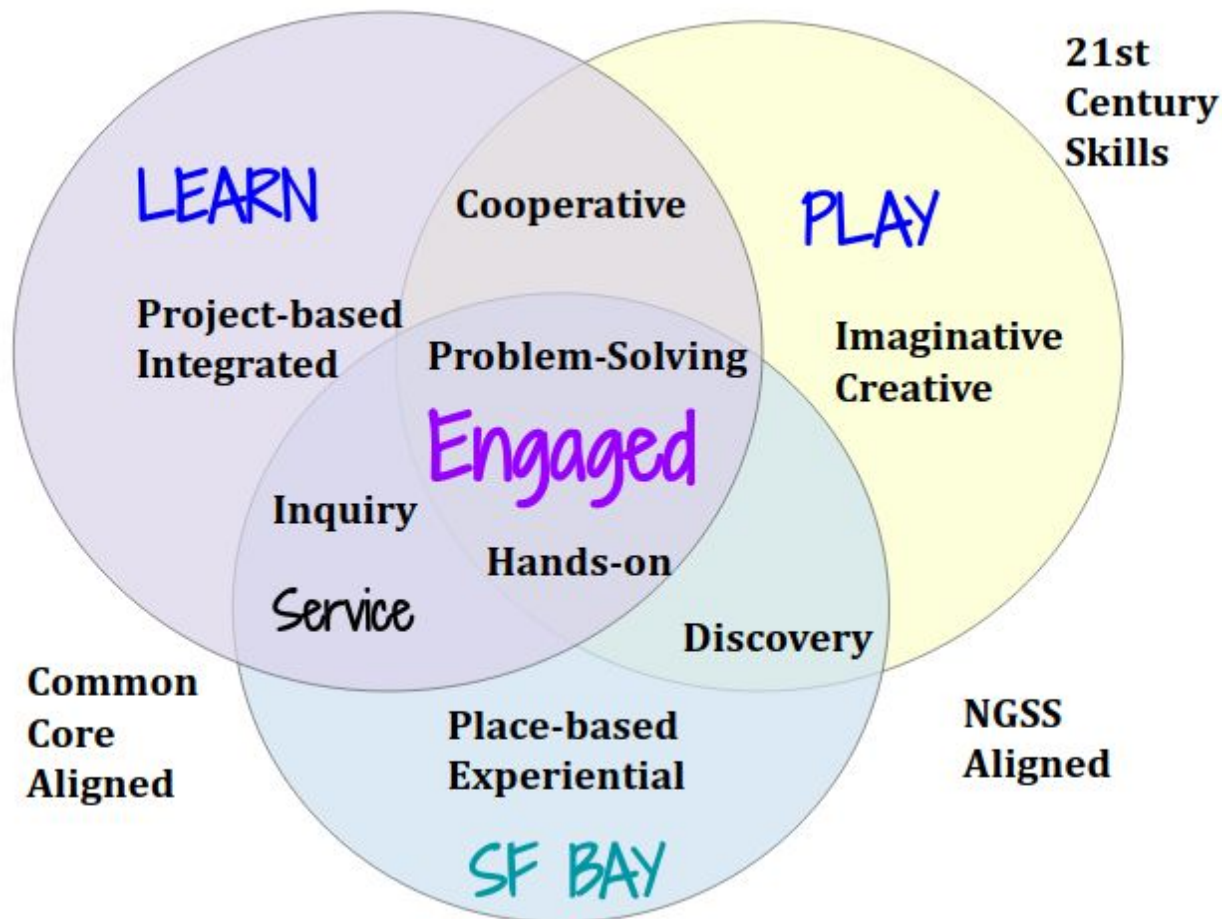 21st
Century
Skills
LEARN
Cooperative
PLAY
Project-based
Integrated
Problem-Solving
Imaginative
Creative
Engaged
Inquiry
Hands-on
Service
Discovery
Common
Core
Aligned
Place-based
Experiential
NGSS
Aligned
SF BAY